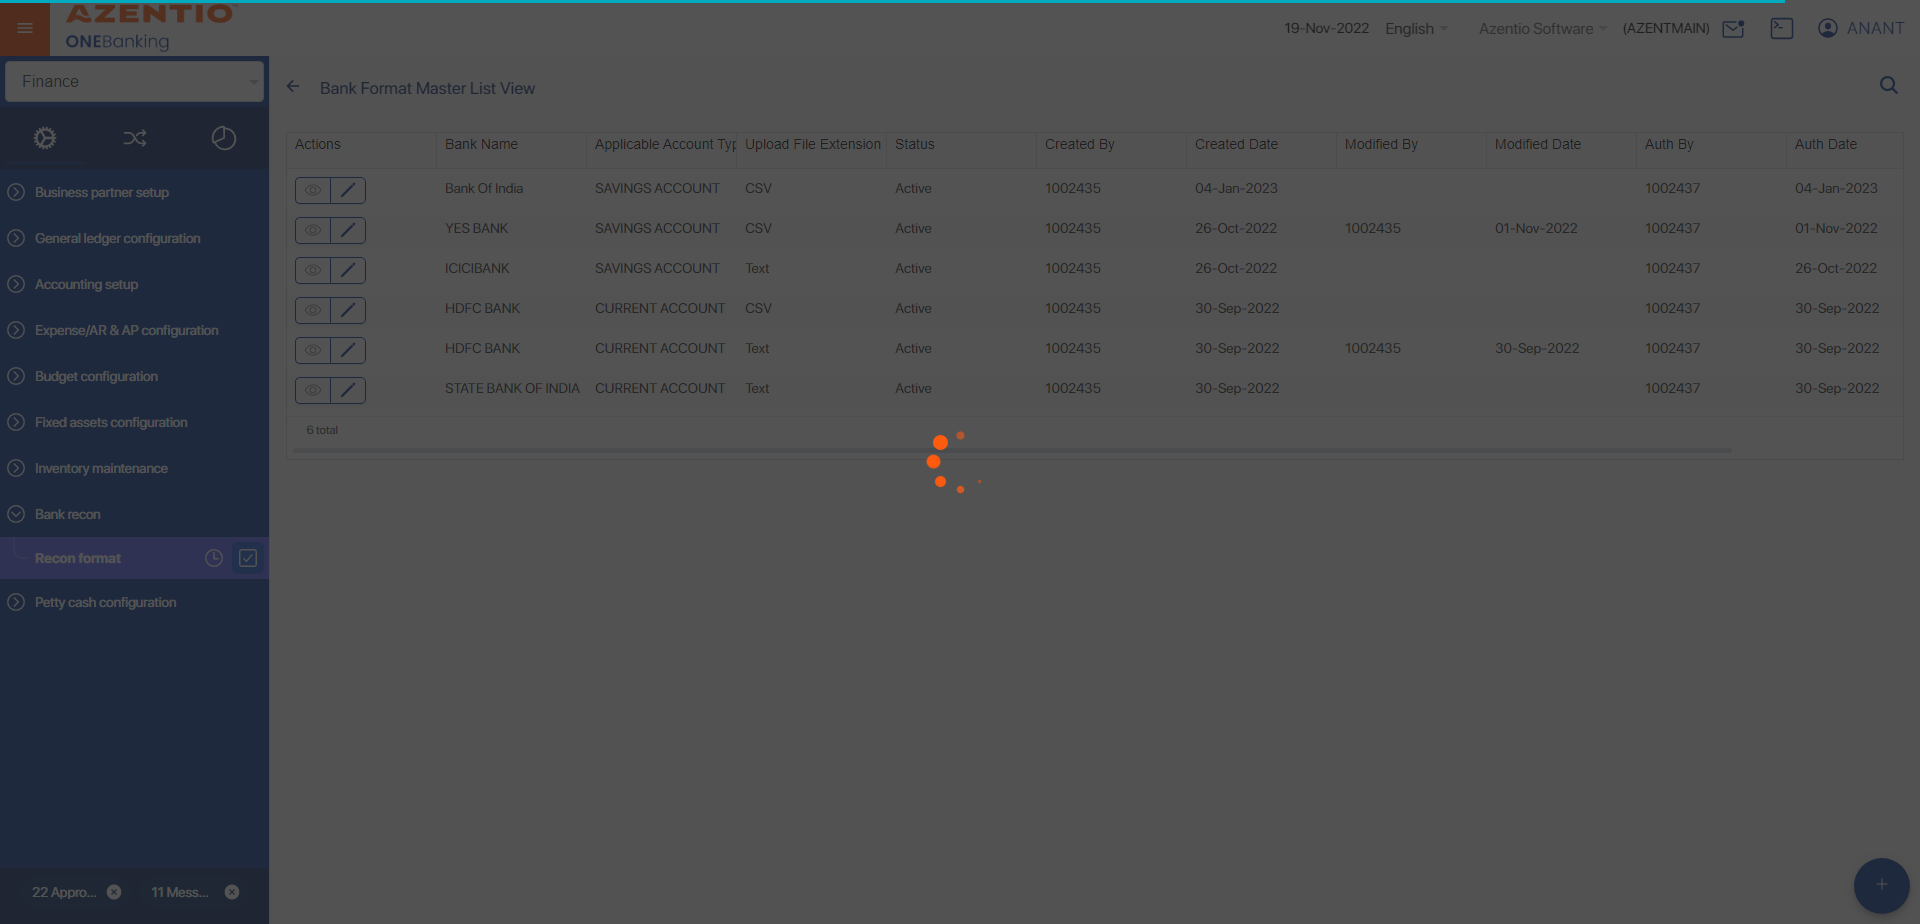 AZENTIO
ONEBanking
19-Nov-2022 English Azentio Software (AZENTMAIN) ANANT
Finance
Business partner setup
General ledger configuration
Accounting setup
Expense/AR & AP configuration
Budget configuration
Fixed assets configuration
Inventory maintenance
Bank recon
Recon format
Petty cash configuration
22 Appro...
11 Mess...
Bank Format Master List View
Actions Bank Name Applicable Account Typ Upload File Extension Status Created By Created Date Modified By Modified Date Auth By Auth Date
Bank Of India SAVINGS ACCOUNT CSV Active 1002435 04-Jan-2023 1002437 04-Jan-2023
YES BANK SAVINGS ACCOUNT CSV Active 1002435 26-Oct-2022 1002435 01-Nov-2022 1002437 01-Nov-2022
ICICIBANK SAVINGS ACCOUNT Text Active 1002435 26-Oct-2022 1002437 26-Oct-2022
HDFC BANK CURRENT ACCOUNT CSV Active 1002435 30-Sep-2022 1002437 30-Sep-2022
HDFC BANK CURRENT ACCOUNT Text Active 1002435 30-Sep-2022 1002435 30-Sep-2022 1002437 30-Sep-2022
STATE BANK OF INDIA CURRENT ACCOUNT Text Active 1002435 30-Sep-2022 1002437 30-Sep-2022
6 total